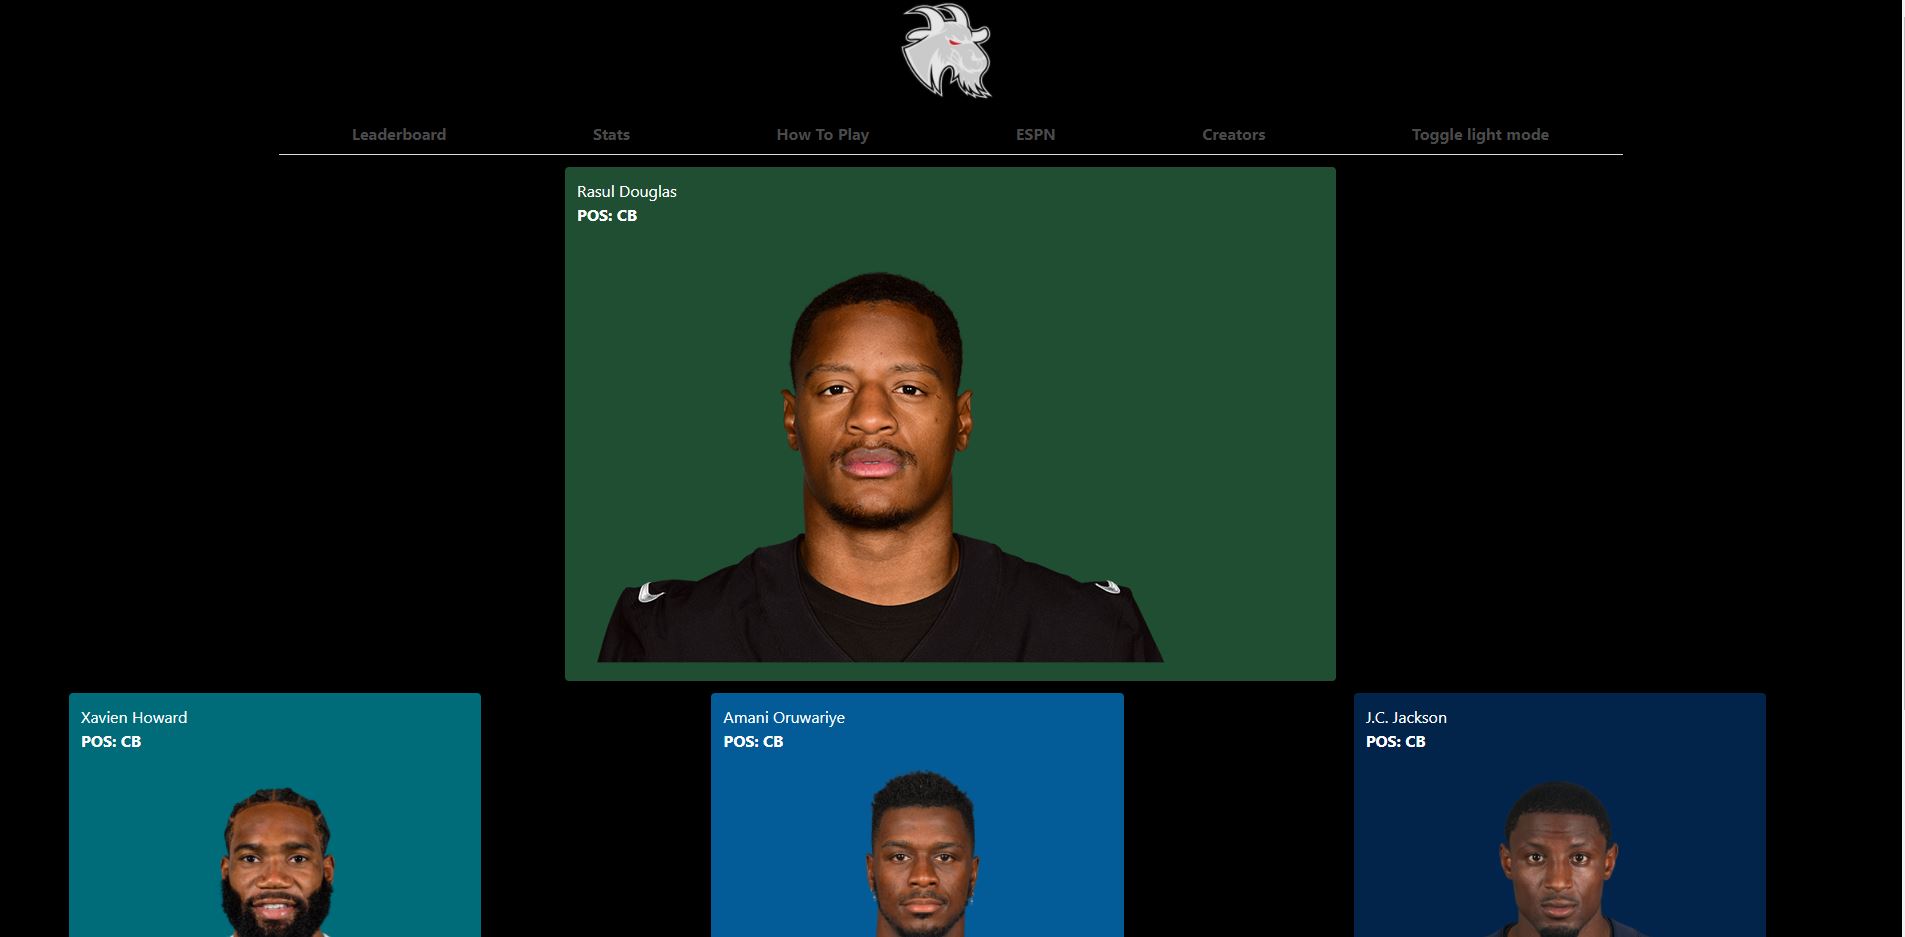 Leaderboard Stats How To Play ESPN Creators Toggle light mode
Rasul Douglas
POS: CB
Xavien Howard
POS: CB
Amani Oruwariye
POS: CB
J.C. Jackson
POS: CB